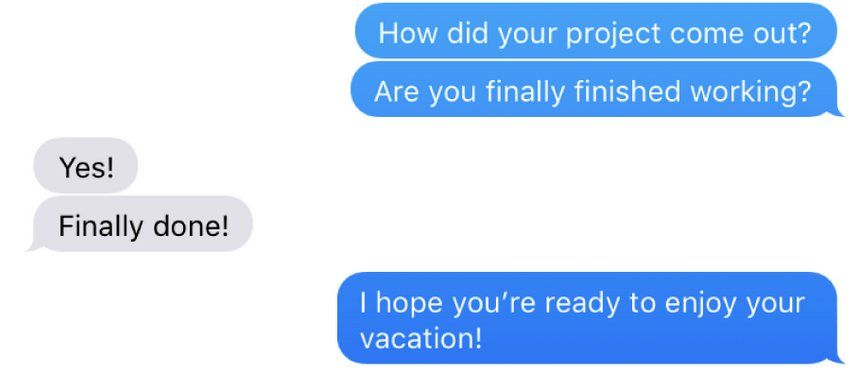 How did your project come out?
Are you finally finished working?
Yes!
Finally done!
I hope you’re ready to enjoy your
vacation!